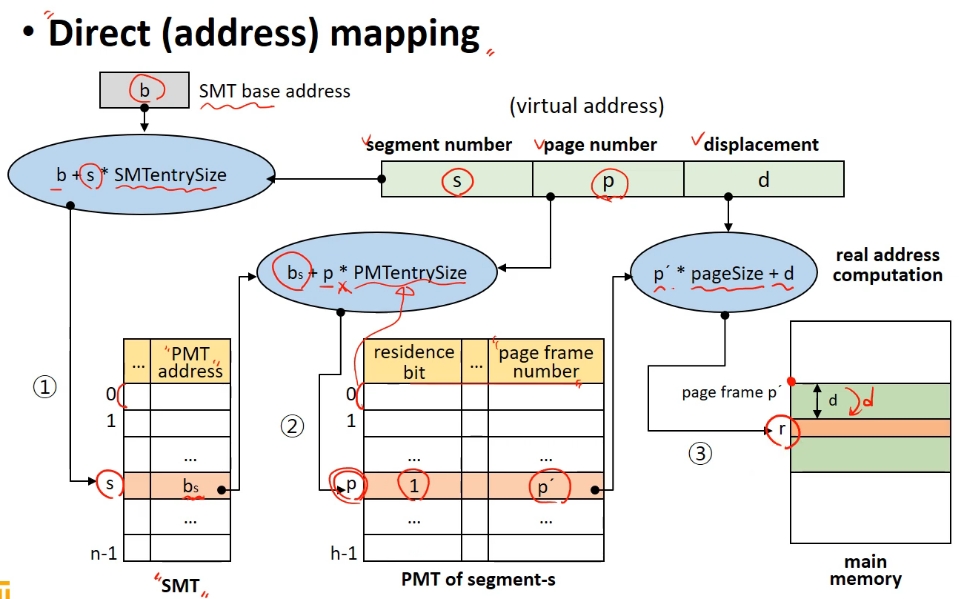 • "Direct (address) mapping"
b SMT base address
(virtual address)
segment number page number displacement
s p d
b + s * SMTentrySize
bs + p * PMTentrySize
p´ * pageSize + d
real address
computation
①
... "PMT
address"
0
1
...
s bs
...
n-1
"SMT"
②
residence
bit ... "page frame
number"
0
1
... ...
p 1 p´
... ...
h-1
PMT of segment-s
page frame p´
d d
r
③
main
memory